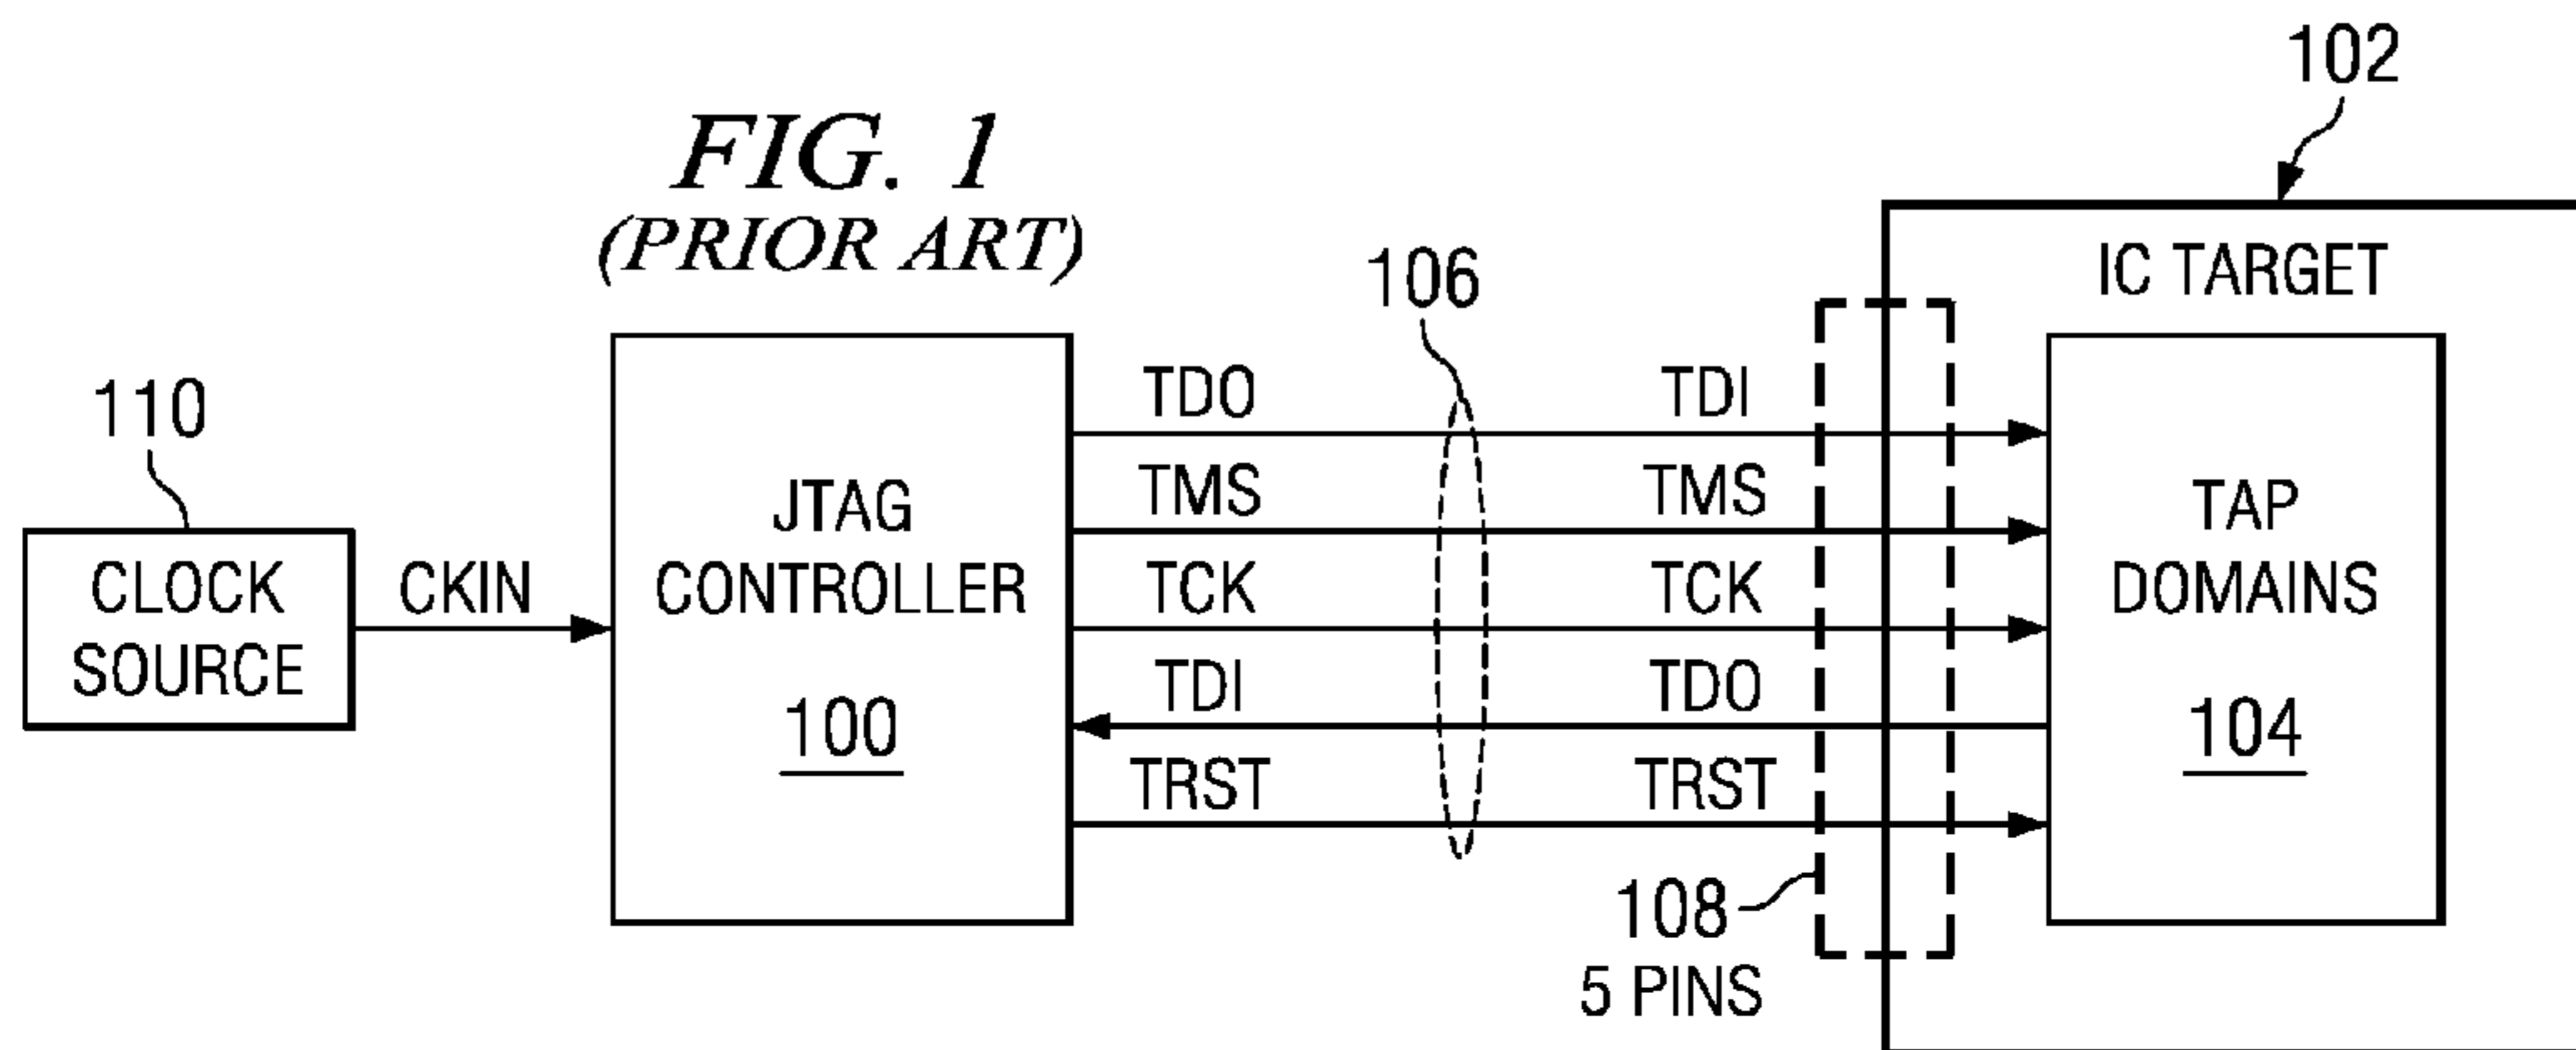 102
FIG. 1
(PRIOR ART)
IC TARGET
106
110
TDO
TDI
TMS
TMS
JTAG
CONTROLLER
100
TAP
DOMAINS
104
CLOCK
SOURCE
CKIN
TCK
TCK
TDI
TDO
TRST
TRST
108
5 PINS